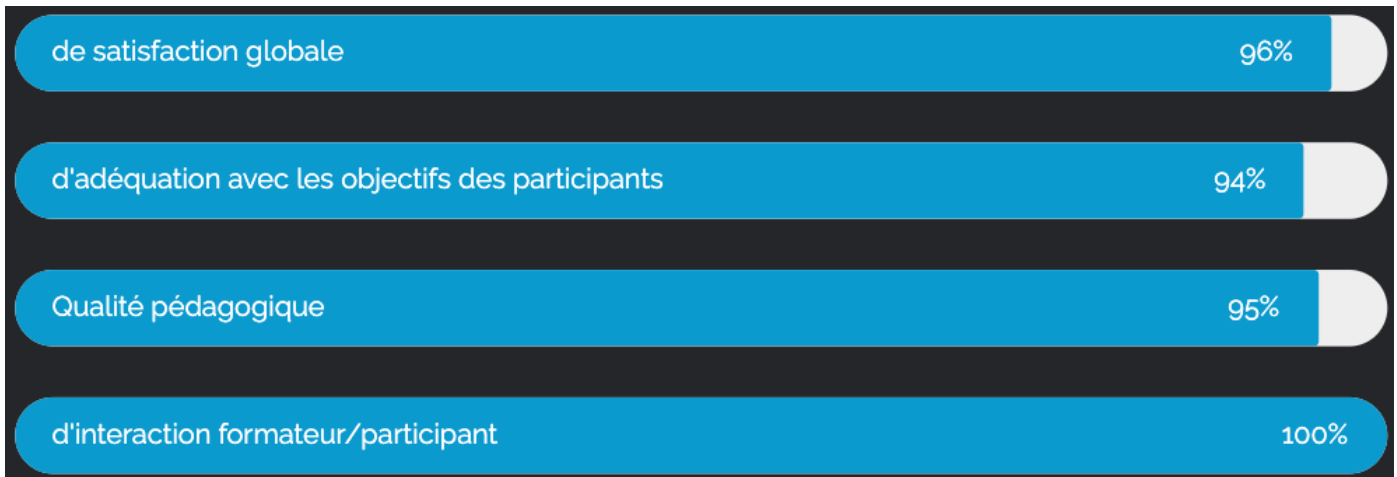 de satisfaction globale 96%
d'adéquation avec les objectifs des participants 94%
Qualité pédagogique 95%
d'interaction formateur/participant 100%